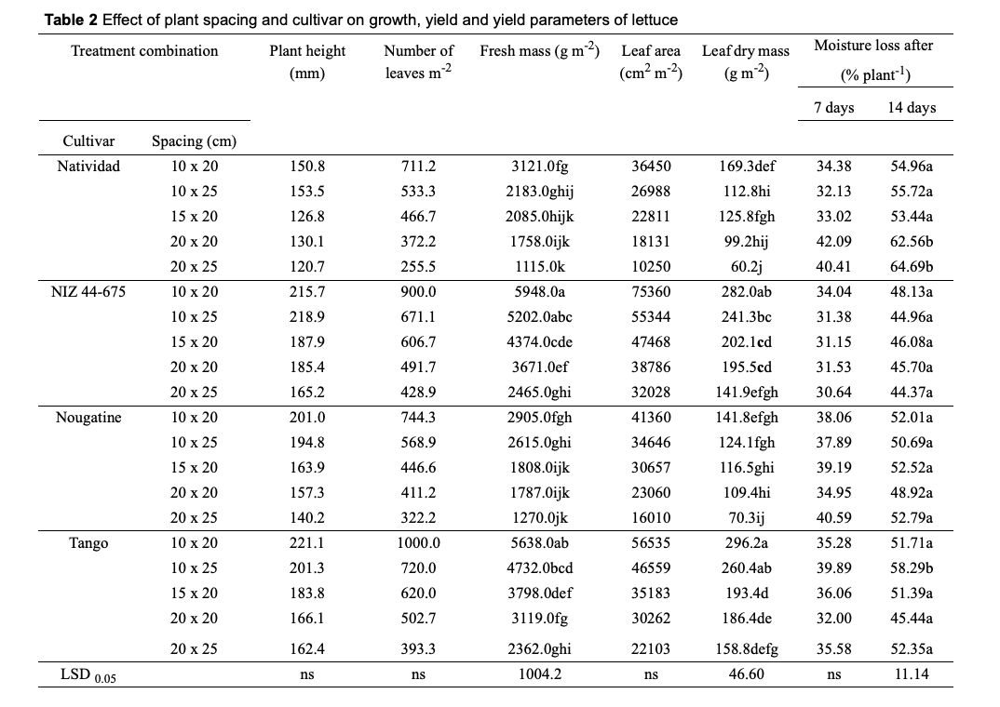 Table 2 Effect of plant spacing and cultivar on growth, yield and yield parameters of lettuce
Treatment combination Plant height Number of Fresh mass (g m⁻²) Leaf area Leaf dry mass Moisture loss after
(mm) leaves m⁻² (cm² m⁻²) (g m⁻²) (% plant⁻¹)
7 days 14 days
Cultivar Spacing (cm)
Natividad 10 x 20 150.8 711.2 3121.0fg 36450 169.3def 34.38 54.96a
10 x 25 153.5 533.3 2183.0ghij 26988 112.8hi 32.13 55.72a
15 x 20 126.8 466.7 2085.0hijk 22811 125.8fgh 33.02 53.44a
20 x 20 130.1 372.2 1758.0ijk 18131 99.2hij 42.09 62.56b
20 x 25 120.7 255.5 1115.0k 10250 60.2j 40.41 64.69b
NIZ 44-675 10 x 20 215.7 900.0 5948.0a 75360 282.0ab 34.04 48.13a
10 x 25 218.9 671.1 5202.0abc 55344 241.3bc 31.38 44.96a
15 x 20 187.9 606.7 4374.0cde 47468 202.1cd 31.15 46.08a
20 x 20 185.4 491.7 3671.0ef 38786 195.5cd 31.53 45.70a
20 x 25 165.2 428.9 2465.0ghi 32028 141.9efgh 30.64 44.37a
Nougatine 10 x 20 201.0 744.3 2905.0fgh 41360 141.8efgh 38.06 52.01a
10 x 25 194.8 568.9 2615.0ghi 34646 124.1fgh 37.89 50.69a
15 x 20 163.9 446.6 1808.0ijk 30657 116.5ghi 39.19 52.52a
20 x 20 157.3 411.2 1787.0ijk 23060 109.4hi 34.95 48.92a
20 x 25 140.2 322.2 1270.0jk 16010 70.3ij 40.59 52.79a
Tango 10 x 20 221.1 1000.0 5638.0ab 56535 296.2a 35.28 51.71a
10 x 25 201.3 720.0 4732.0bcd 46559 260.4ab 39.89 58.29b
15 x 20 183.8 620.0 3798.0def 35183 193.4d 36.06 51.39a
20 x 20 166.1 502.7 3119.0fg 30262 186.4de 32.00 45.44a
20 x 25 162.4 393.3 2362.0ghi 22103 158.8defg 35.58 52.35a
LSD 0.05 ns ns 1004.2 ns 46.60 ns 11.14